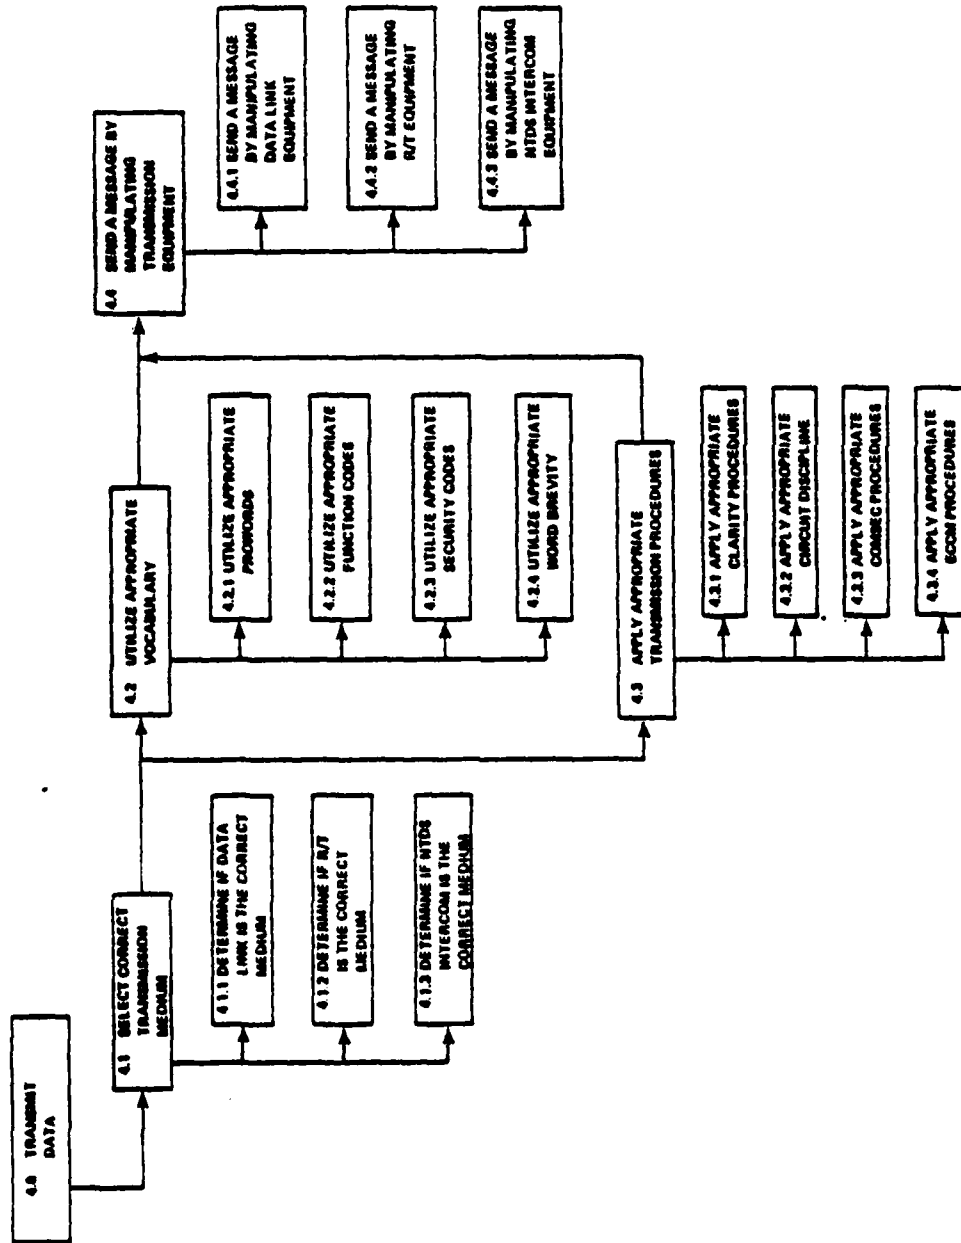 4.0 TRANSMIT
DATA
4.1 SELECT CORRECT
TRANSMISSION
MEDIUM
4.1.1 DETERMINE IF DATA
LINK IS THE CORRECT
MEDIUM
4.1.2 DETERMINE IF R/T
IS THE CORRECT
MEDIUM
4.1.3 DETERMINE IF NTDS
INTERCOM IS THE
CORRECT MEDIUM
4.2 UTILIZE APPROPRIATE
VOCABULARY
4.2.1 UTILIZE APPROPRIATE
PROWORDS
4.2.2 UTILIZE APPROPRIATE
FUNCTION CODES
4.2.3 UTILIZE APPROPRIATE
SECURITY CODES
4.2.4 UTILIZE APPROPRIATE
WORD BREVITY
4.3 APPLY APPROPRIATE
TRANSMISSION PROCEDURES
4.3.1 APPLY APPROPRIATE
CLARITY PROCEDURES
4.3.2 APPLY APPROPRIATE
CIRCUIT DISCIPLINE
4.3.3 APPLY APPROPRIATE
COMSEC PROCEDURES
4.3.4 APPLY APPROPRIATE
ECCM PROCEDURES
4.4 SEND A MESSAGE BY
MANIPULATING
TRANSMISSION
EQUIPMENT
4.4.1 SEND A MESSAGE
BY MANIPULATING
DATA LINK
EQUIPMENT
4.4.2 SEND A MESSAGE
BY MANIPULATING
R/T EQUIPMENT
4.4.3 SEND A MESSAGE
BY MANIPULATING
NTDS INTERCOM
EQUIPMENT